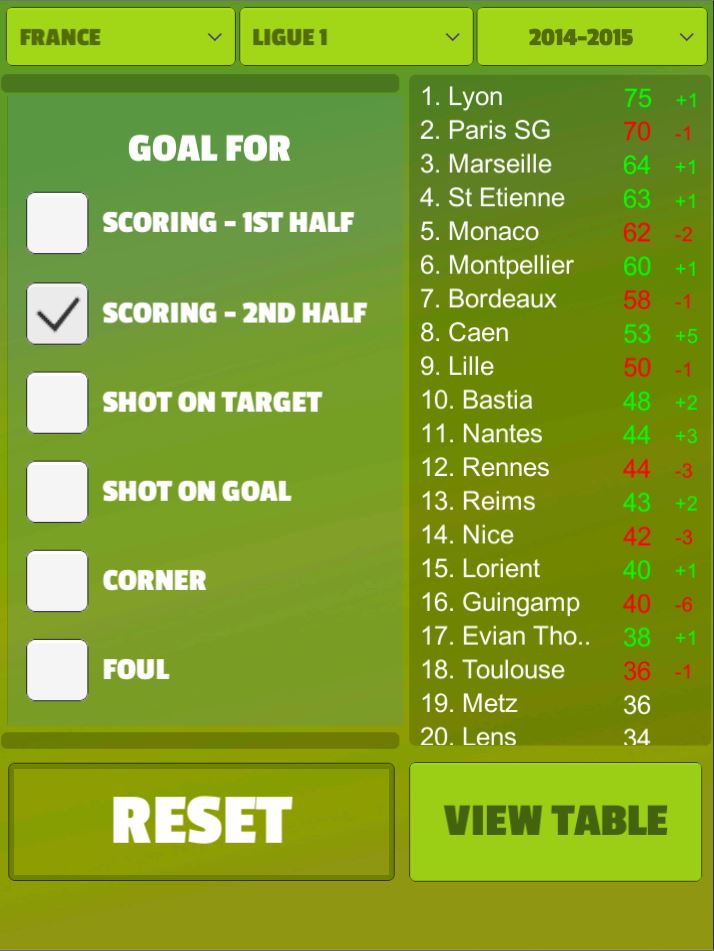 FRANCE
LIGUE 1
2014-2015
GOAL FOR
SCORING - 1ST HALF
SCORING - 2ND HALF
SHOT ON TARGET
SHOT ON GOAL
CORNER
FOUL
1. Lyon 75 +1
2. Paris SG 70 -1
3. Marseille 64 +1
4. St Etienne 63 +1
5. Monaco 62 -2
6. Montpellier 60 +1
7. Bordeaux 58 -1
8. Caen 53 +5
9. Lille 50 -1
10. Bastia 48 +2
11. Nantes 44 +3
12. Rennes 44 -3
13. Reims 43 +2
14. Nice 42 -3
15. Lorient 40 +1
16. Guingamp 40 -6
17. Evian Tho.. 38 +1
18. Toulouse 36 -1
19. Metz 36
20. Lens 34
RESET
VIEW TABLE